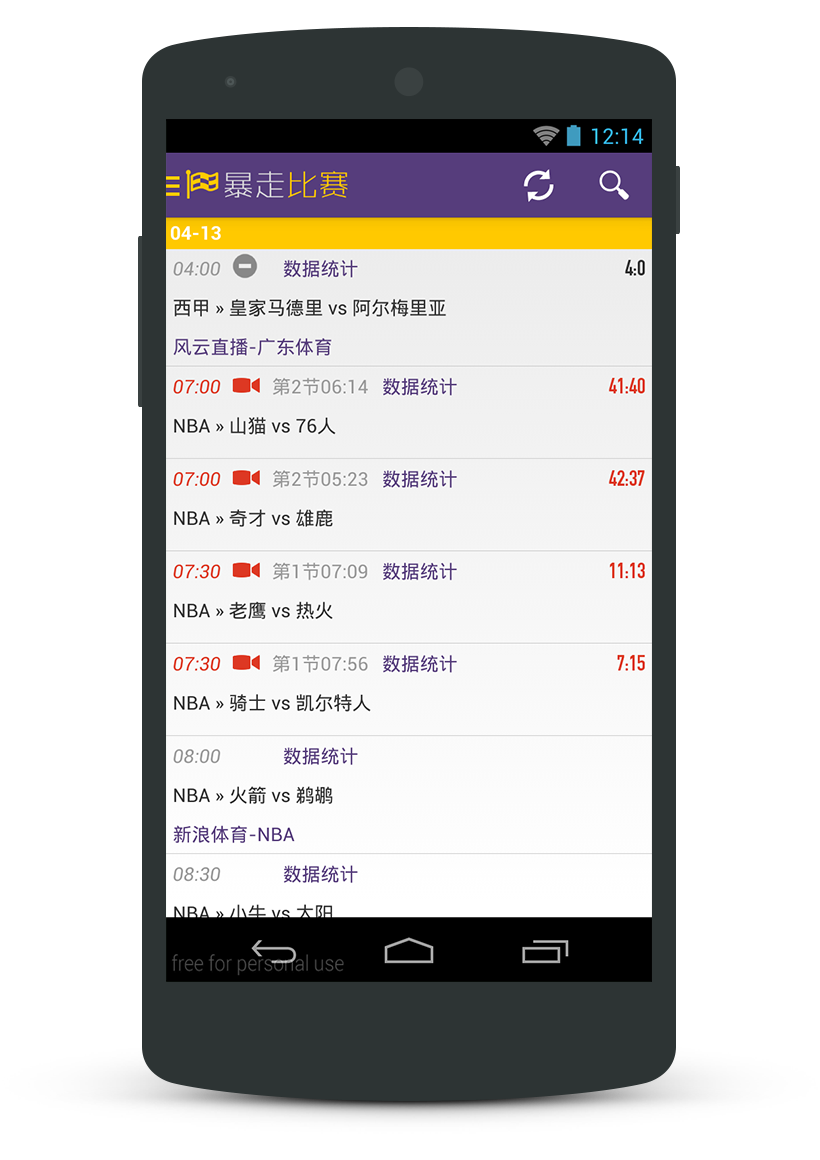 12:14
暴走比赛
04-13
04:00 数据统计 4:0
西甲 » 皇家马德里 vs 阿尔梅里亚
风云直播-广东体育
07:00 第2节06:14 数据统计 41:40
NBA » 山猫 vs 76人
07:00 第2节05:23 数据统计 42:37
NBA » 奇才 vs 雄鹿
07:30 第1节07:09 数据统计 11:13
NBA » 老鹰 vs 热火
07:30 第1节07:56 数据统计 7:15
NBA » 骑士 vs 凯尔特人
08:00 数据统计
NBA » 火箭 vs 鹈鹕
新浪体育-NBA
08:30 数据统计
NBA » 小牛 vs 太阳
free for personal use